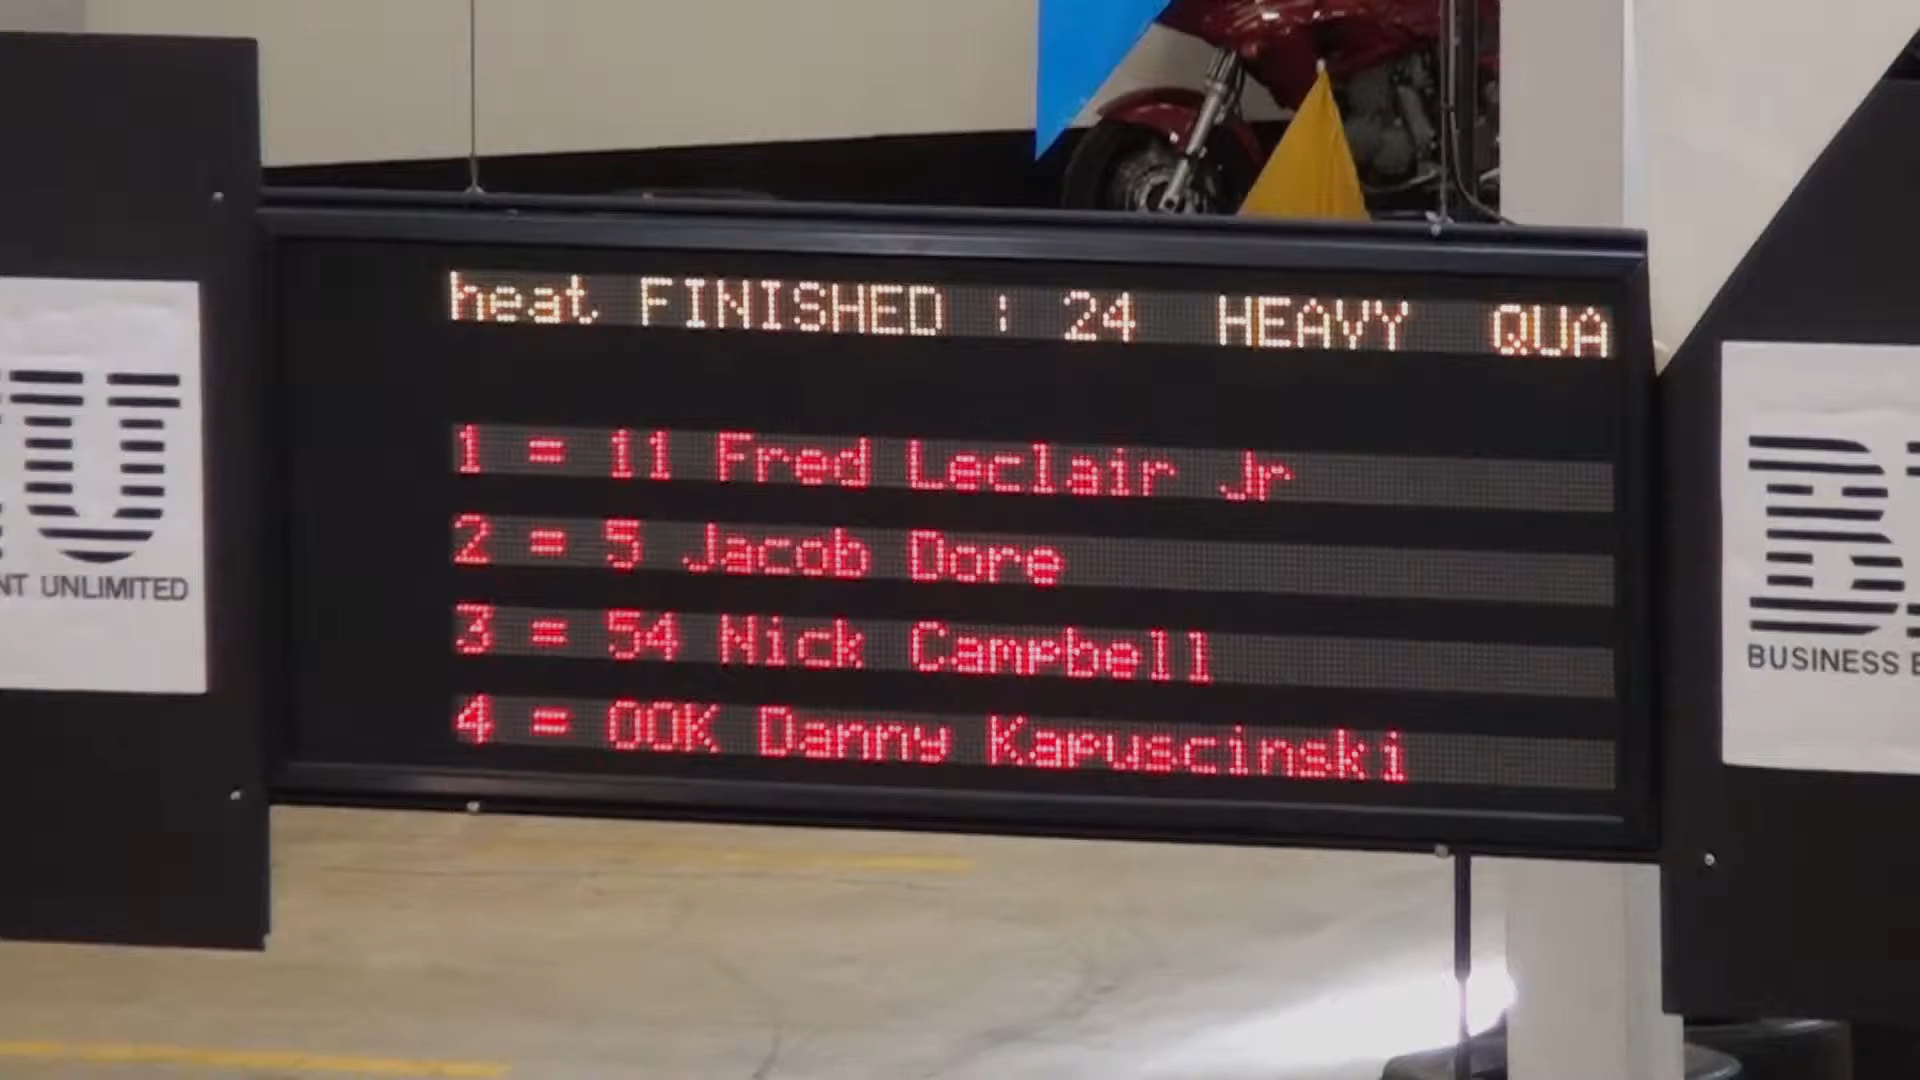 heat FINISHED : 24 HEAVY QUA
1 = 11 Fred Leclair Jr
2 = 5 Jacob Dore
3 = 54 Nick Campbell
4 = 00K Danny Kapuscinski
U
NT UNLIMITED
B
BUSINESS E